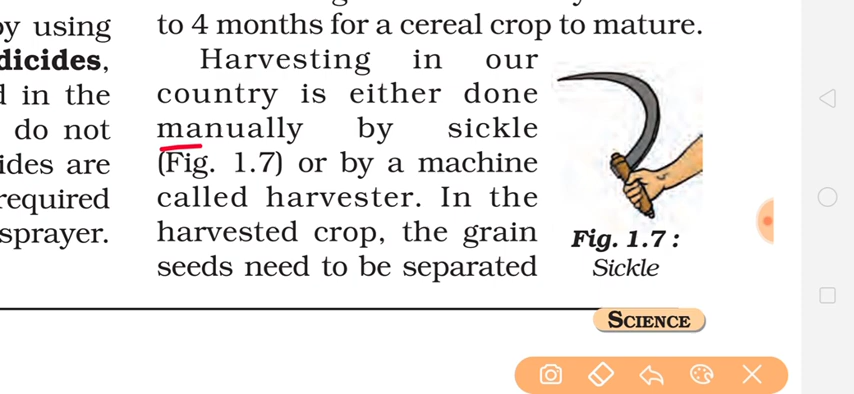 by using
dicides,
d in the
do not
ides are
required
sprayer.
to 4 months for a cereal crop to mature.
Harvesting in our
country is either done
manually by sickle
(Fig. 1.7) or by a machine
called harvester. In the
harvested crop, the grain
seeds need to be separated
Fig. 1.7 :
Sickle
SCIENCE